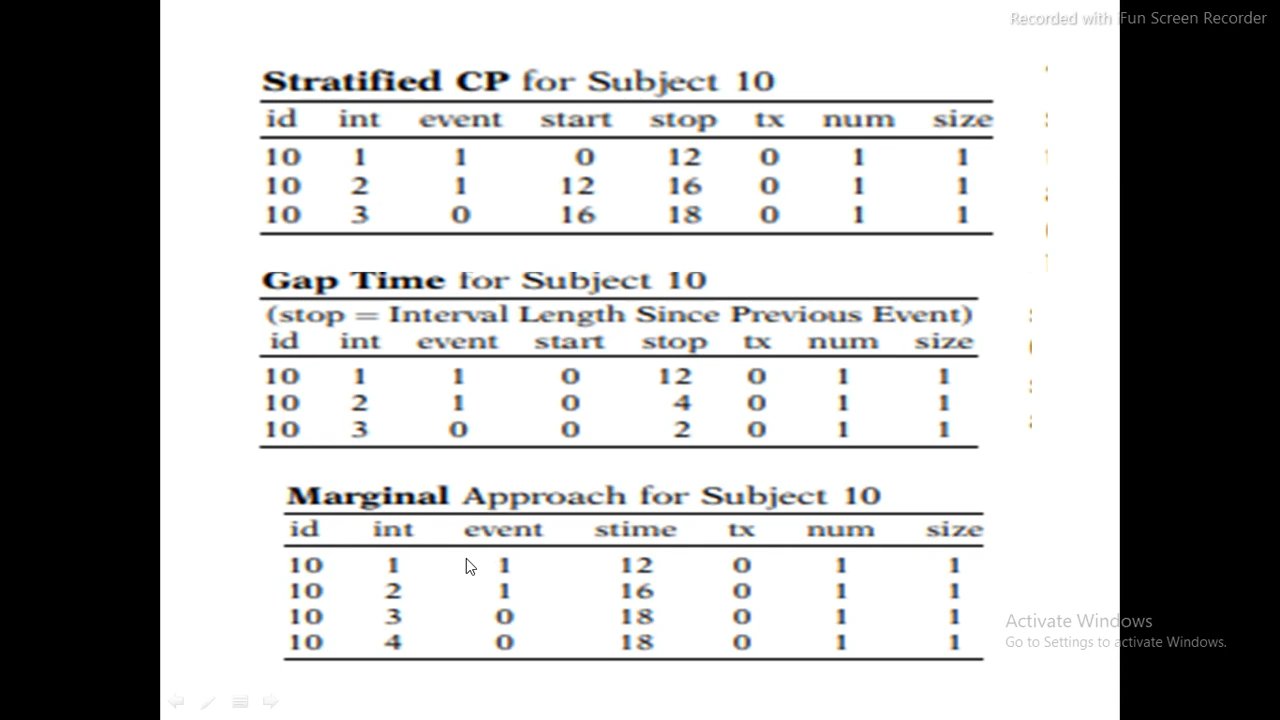 Recorded with iFun Screen Recorder
Stratified CP for Subject 10
id int event start stop tx num size
10 1 1 0 12 0 1 1
10 2 1 12 16 0 1 1
10 3 0 16 18 0 1 1
Gap Time for Subject 10
(stop = Interval Length Since Previous Event)
id int event start stop tx num size
10 1 1 0 12 0 1 1
10 2 1 0 4 0 1 1
10 3 0 0 2 0 1 1
Marginal Approach for Subject 10
id int event stime tx num size
10 1 1 12 0 1 1
10 2 1 16 0 1 1
10 3 0 18 0 1 1
10 4 0 18 0 1 1
Activate Windows
Go to Settings to activate Windows.